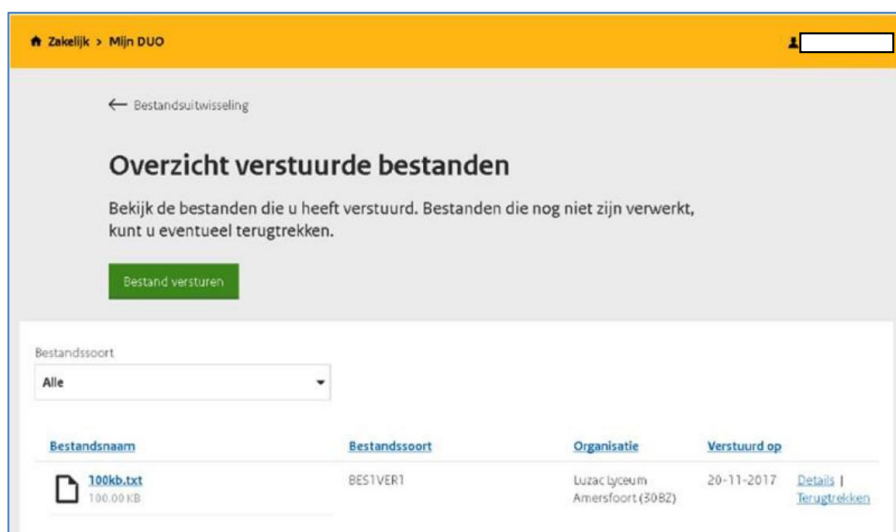 Zakelijk > Mijn DUO
← Bestandsuitwisseling
Overzicht verstuurde bestanden
Bekijk de bestanden die u heeft verstuurd. Bestanden die nog niet zijn verwerkt,
kunt u eventueel terugtrekken.
Bestand versturen
Bestandssoort
Alle
Bestandsnaam Bestandssoort Organisatie Verstuurd op
100kb.txt BES1VER1 Luzac Lyceum 20-11-2017 Details |
100.00 KB Amersfoort (30BZ) Terugtrekken